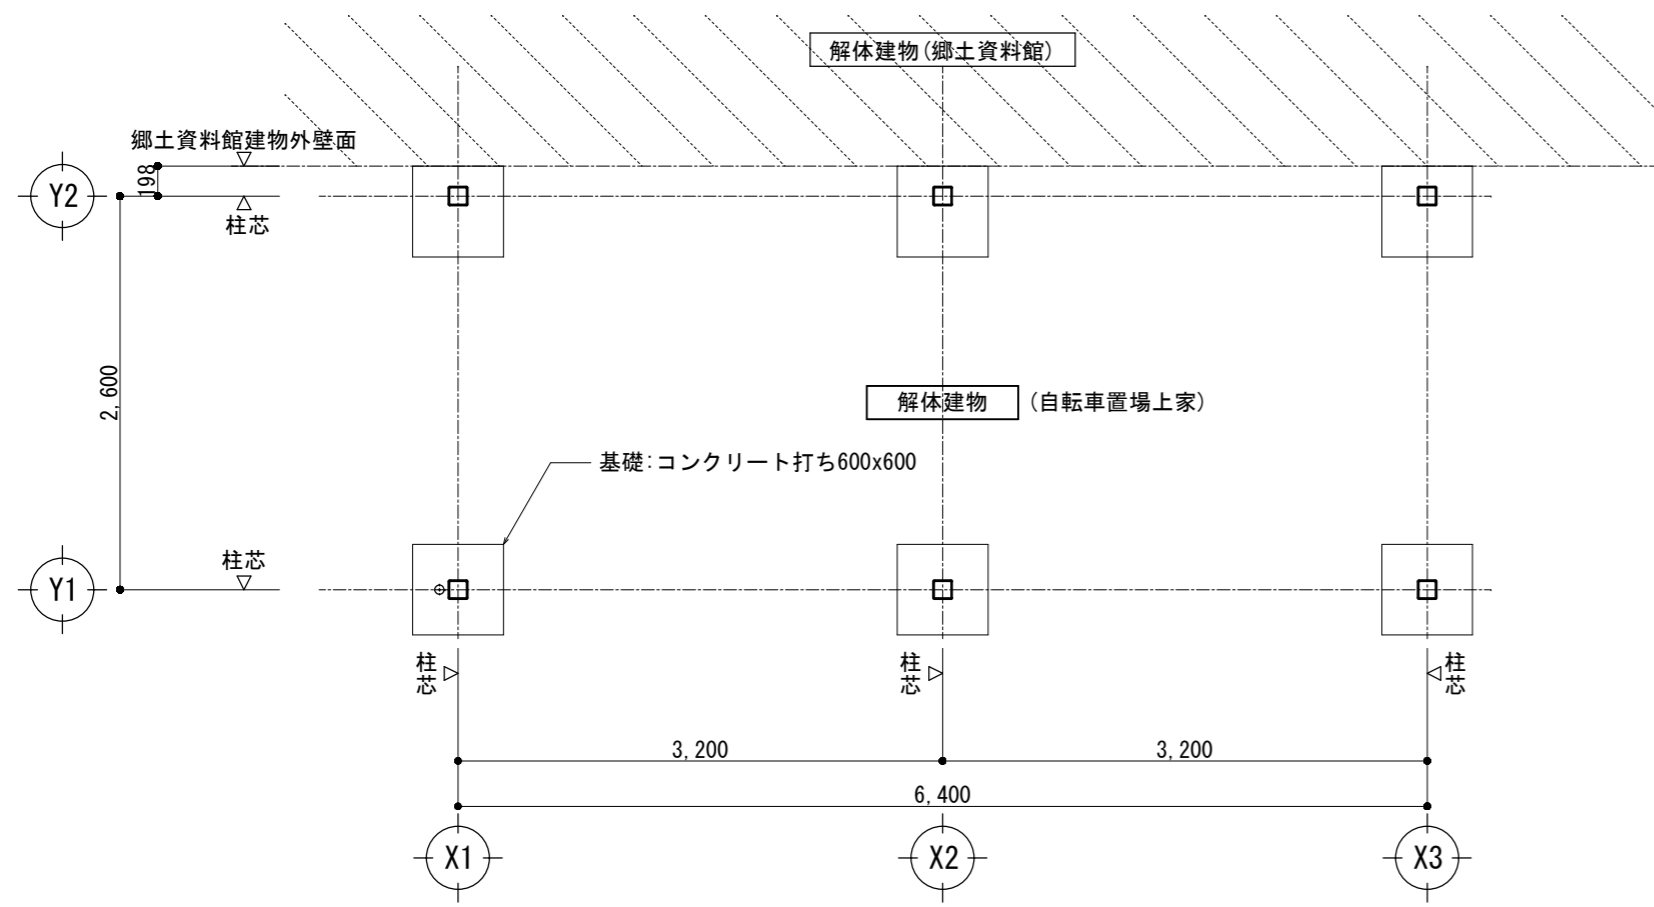 解体建物(郷土資料館)
郷土資料館建物外壁面
198
Y2
柱芯
2,600
解体建物 (自転車置場上家)
基礎:コンクリート打ち600x600
柱芯
Y1
柱芯
柱芯
柱芯
3,200
3,200
6,400
X1
X2
X3